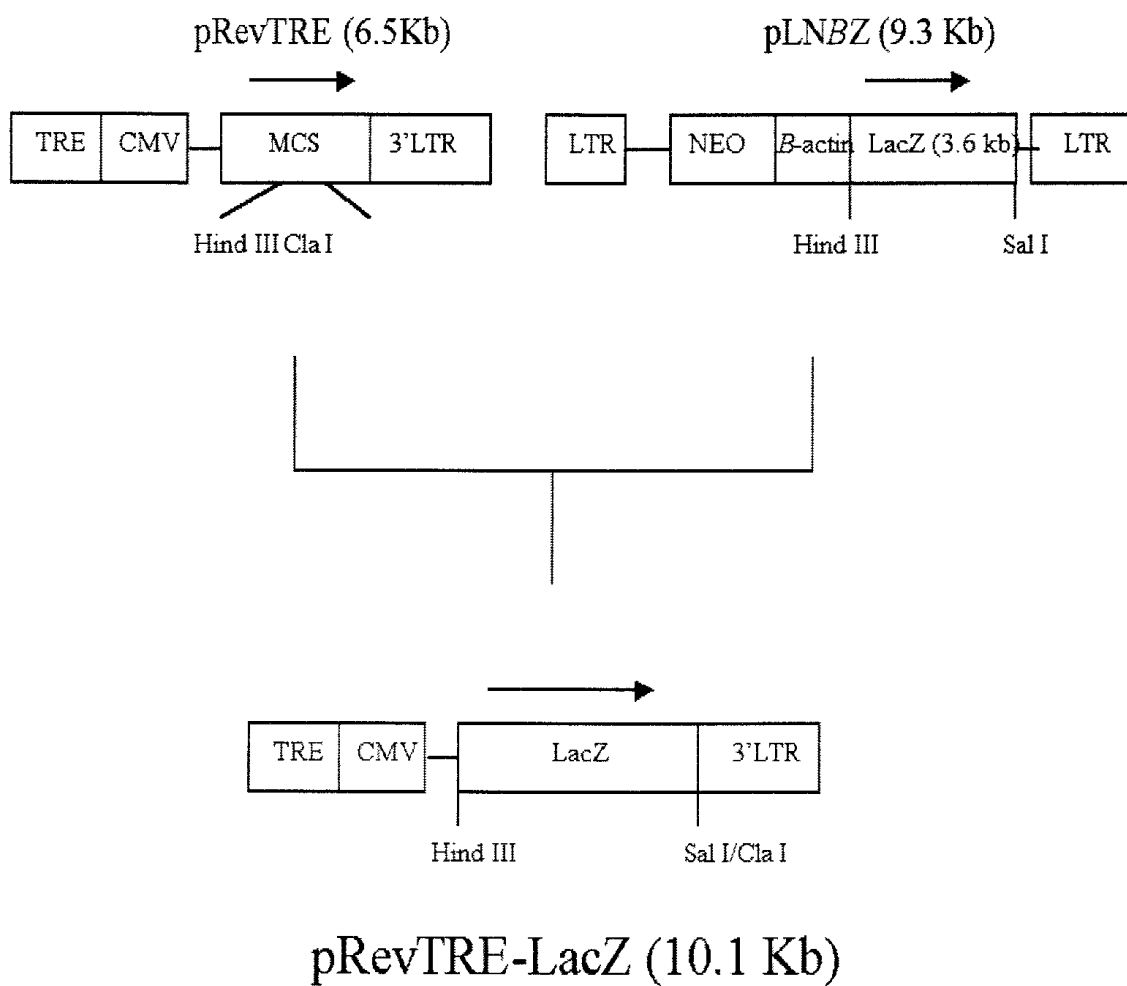 pRevTRE (6.5Kb)
pLNBZ (9.3 Kb)
TRE CMV MCS 3'LTR
LTR NEO B-actin LacZ (3.6 kb) LTR
Hind III Cla I
Hind III Sal I
TRE CMV LacZ 3'LTR
Hind III Sal I/Cla I
pRevTRE-LacZ (10.1 Kb)